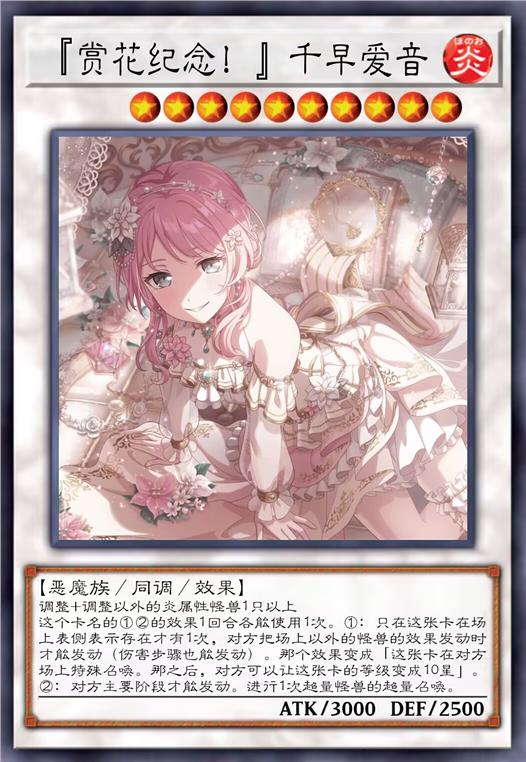 『赏花纪念！』千早爱音
ほのお
炎
【恶魔族／同调／效果】
调整+调整以外的炎属性怪兽1只以上
这个卡名的①②的效果1回合各能使用1次。①：只在这张卡在场
上表侧表示存在才有1次，对方把场上以外的怪兽的效果发动时
才能发动（伤害步骤也能发动）。那个效果变成「这张卡在对方
场上特殊召唤。那之后，对方可以让这张卡的等级变成10星」。
②：对方主要阶段才能发动。进行1次超量怪兽的超量召唤。
ATK/3000 DEF/2500